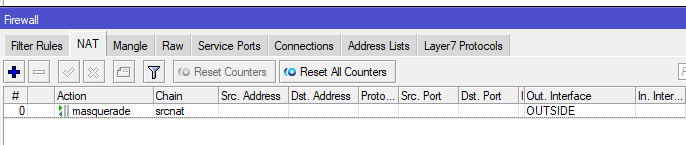 Firewall
Filter Rules NAT Mangle Raw Service Ports Connections Address Lists Layer7 Protocols
Reset Counters Reset All Counters
# Action Chain Src. Address Dst. Address Proto... Src. Port Dst. Port Out. Interface In. Inter...
0 masquerade srcnat OUTSIDE